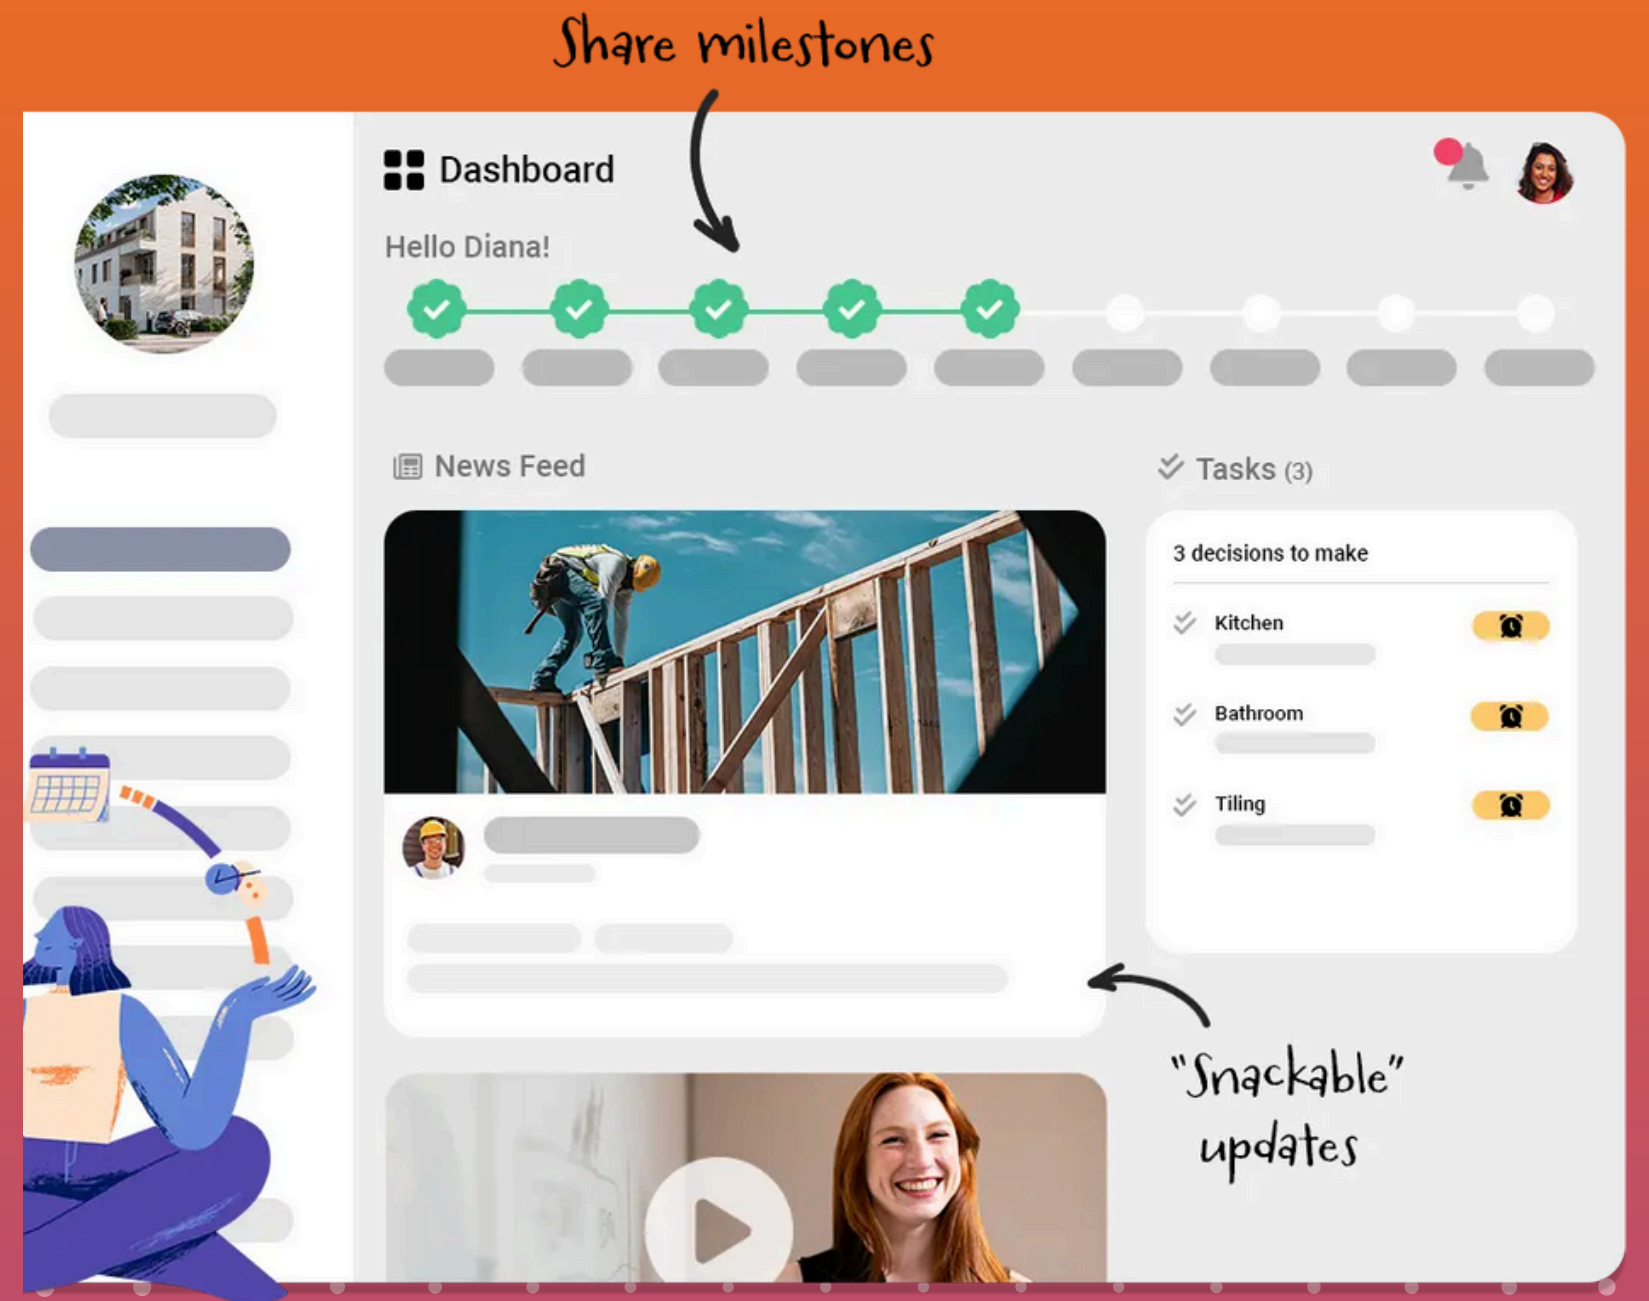 Share milestones
Dashboard
Hello Diana!
News Feed
Tasks (3)
3 decisions to make
Kitchen
Bathroom
Tiling
"Snackable"
updates